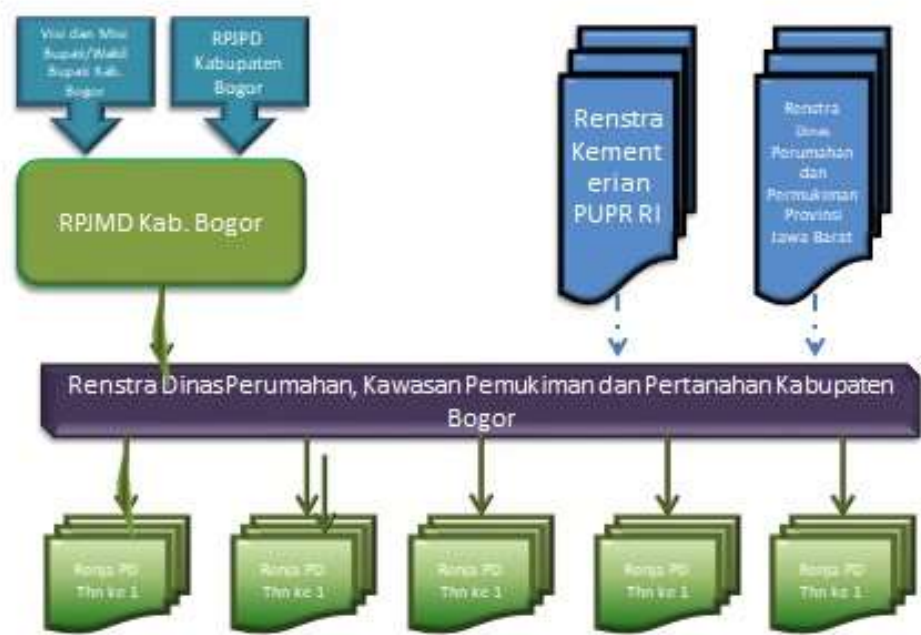 Visi dan Misi
Bupati/Wakil
Bupati Kab.
Bogor
RPJPD
Kabupaten
Bogor
RPJMD Kab. Bogor
Renstra
Kement
erian
PUPR RI
Renstra
Dinas
Perumahan
dan
Permukiman
Provinsi
Jawa Barat
Renstra Dinas Perumahan, Kawasan Pemukiman dan Pertanahan Kabupaten
Bogor
Renja PD
Thn ke 1
Renja PD
Thn ke 1
Renja PD
Thn ke 1
Renja PD
Thn ke 1
Renja PD
Thn ke 1